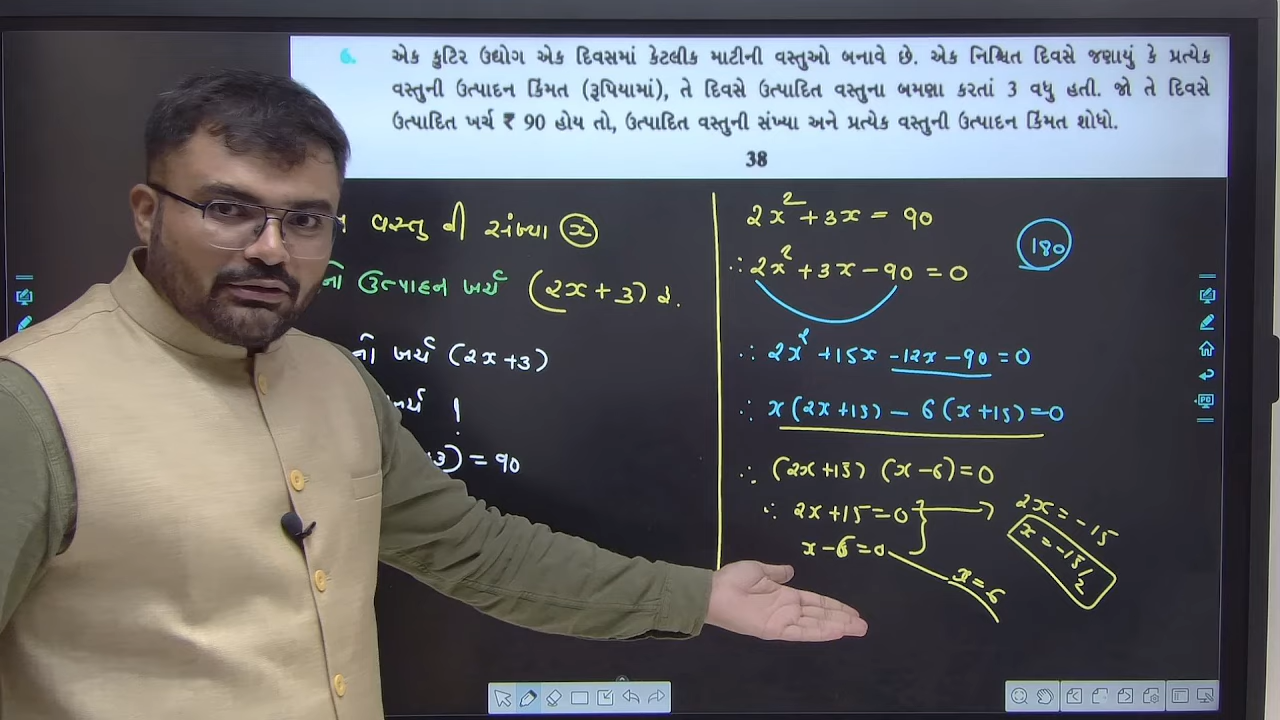 6. એક કુટિર ઉદ્યોગ એક દિવસમાં કેટલીક માટીની વસ્તુઓ બનાવે છે. એક નિશ્ચિત દિવસે જણાયું કે પ્રત્યેક
વસ્તુની ઉત્પાદન કિંમત (રૂપિયામાં), તે દિવસે ઉત્પાદિત વસ્તુના બમણા કરતાં 3 વધુ હતી. જો તે દિવસે
ઉત્પાદિત ખર્ચ ₹ 90 હોય તો, ઉત્પાદિત વસ્તુની સંખ્યા અને પ્રત્યેક વસ્તુની ઉત્પાદન કિંમત શોધો.
38
વસ્તુ ની સંખ્યા x
નો ઉત્પાદન ખર્ચ (2x+3) છે.
નો ખર્ચ (2x+3)
ખર્ચ !
3) = 90
2x² + 3x = 90
∴ 2x² + 3x - 90 = 0
180
∴ 2x² + 15x - 12x - 90 = 0
∴ x(2x+15) - 6(x+15) = 0
∴ (2x+15) (x-6) = 0
∴ 2x+15=0
x-6=0
2x = -15
x = -15/2
x = 6